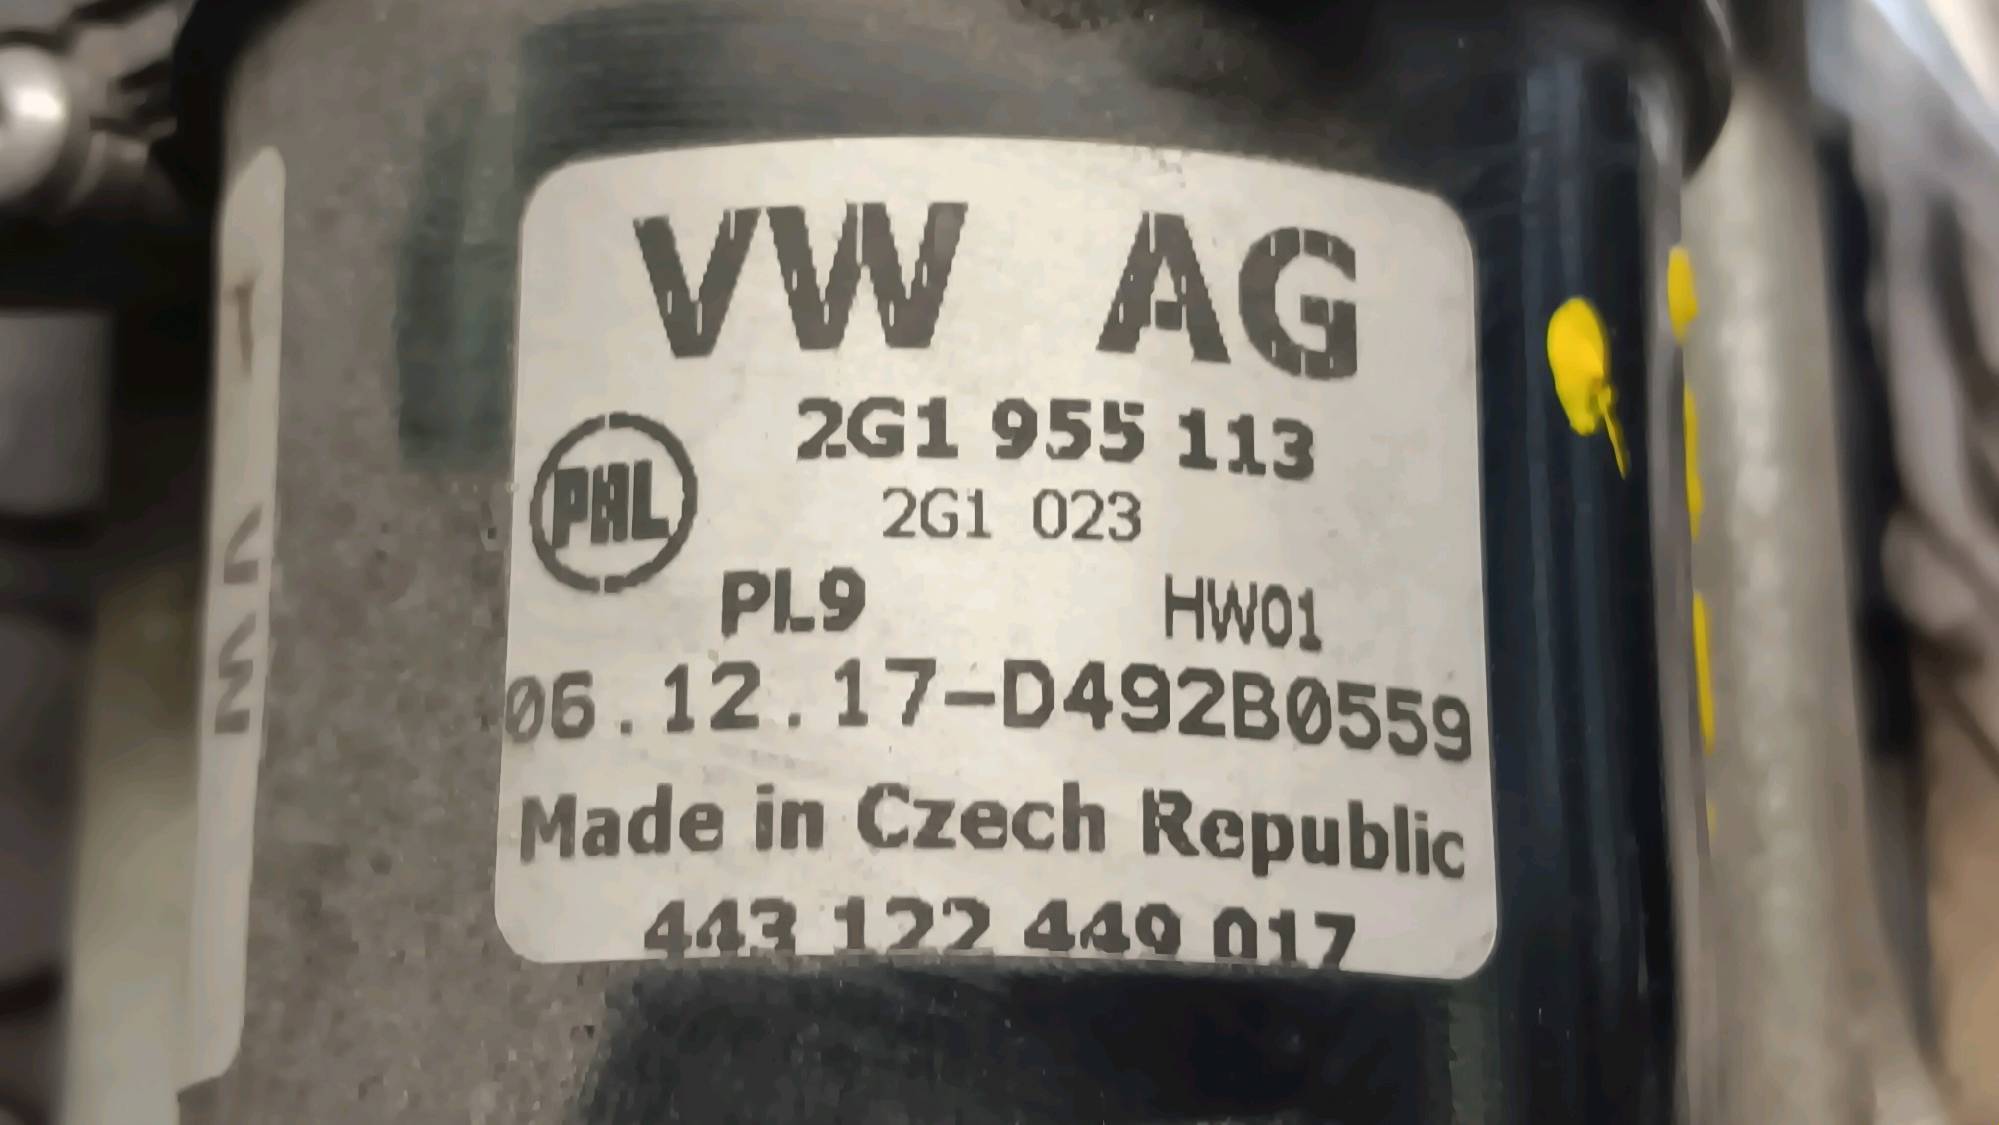 VW AG
2G1 955 113
PAL
2G1 023
PL9 HW01
06.12.17-D492B0559
Made in Czech Republic
443 122 449 017